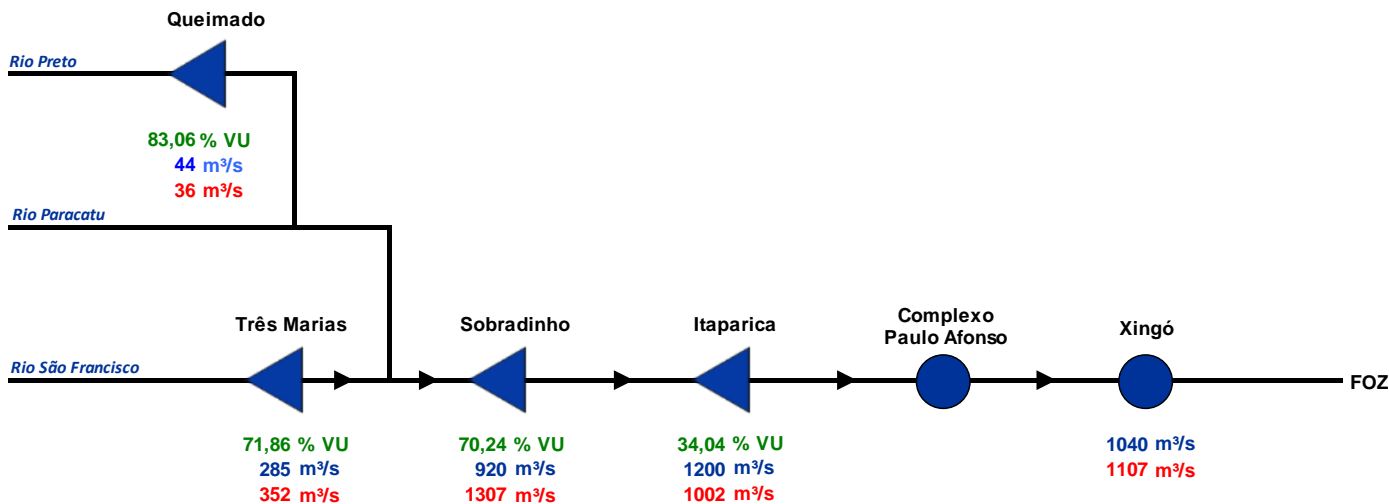 Queimado
Rio Preto
83,06 % VU
44 m³/s
36 m³/s
Rio Paracatu
Três Marias
Sobradinho
Itaparica
Complexo
Paulo Afonso
Xingó
Rio São Francisco
FOZ
71,86 % VU
285 m³/s
352 m³/s
70,24 % VU
920 m³/s
1307 m³/s
34,04 % VU
1200 m³/s
1002 m³/s
1040 m³/s
1107 m³/s